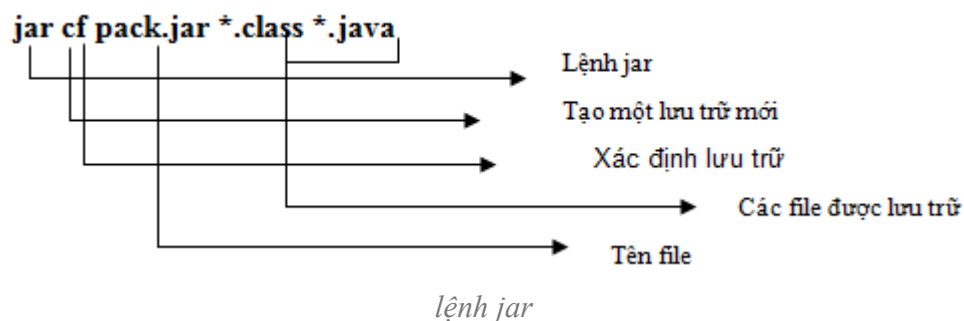 jar cf pack.jar *.class *.java
Lệnh jar
Tạo một lưu trữ mới
Xác định lưu trữ
Các file được lưu trữ
Tên file
lệnh jar